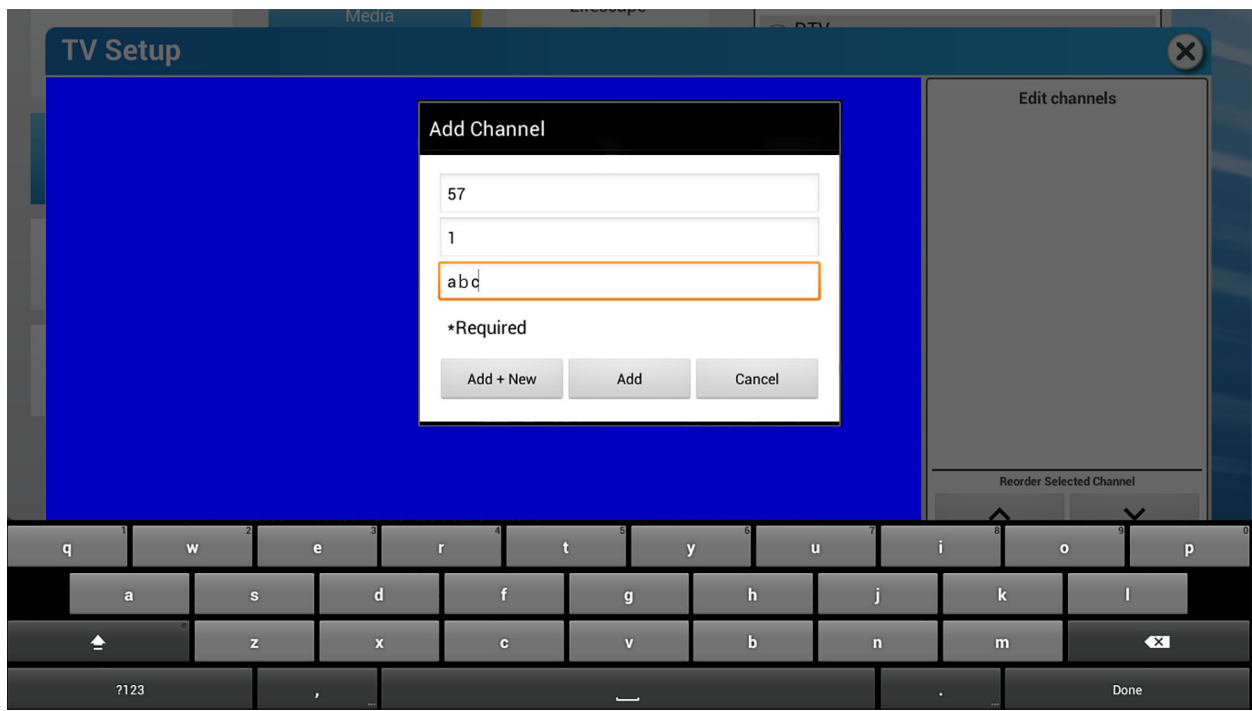 Media
TV Setup
Edit channels
Add Channel
57
1
abc
*Required
Add + New Add Cancel
Reorder Selected Channel
1 2 3 4 5 6 7 8 9 0
q w e r t y u i o p
a s d f g h j k l
z x c v b n m
?123 , . Done